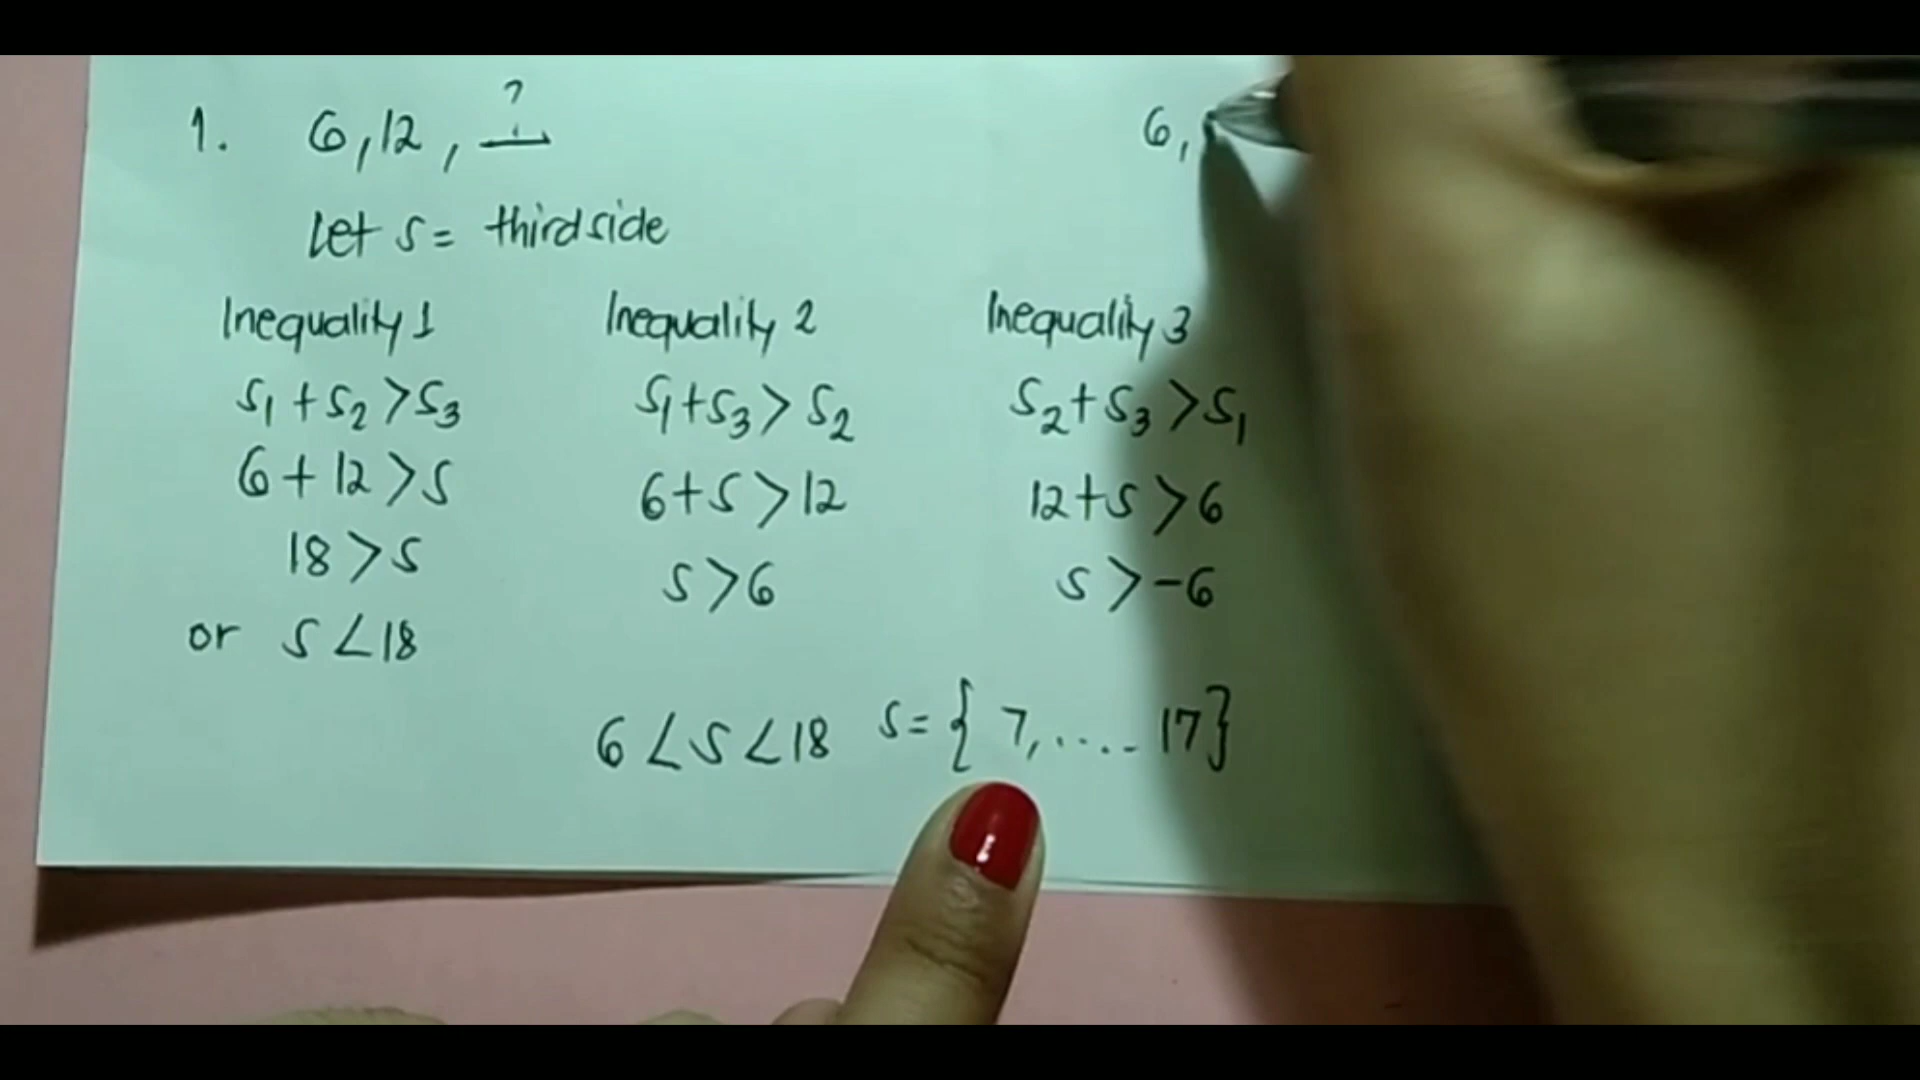 1. 6, 12, ?
6,
Let s = third side
Inequality 1
Inequality 2
Inequality 3
s₁ + s₂ > s₃
s₁ + s₃ > s₂
s₂ + s₃ > s₁
6 + 12 > s
6 + s > 12
12 + s > 6
18 > s
s > 6
s > -6
or s < 18
6 < s < 18 s = { 7, .... 17}